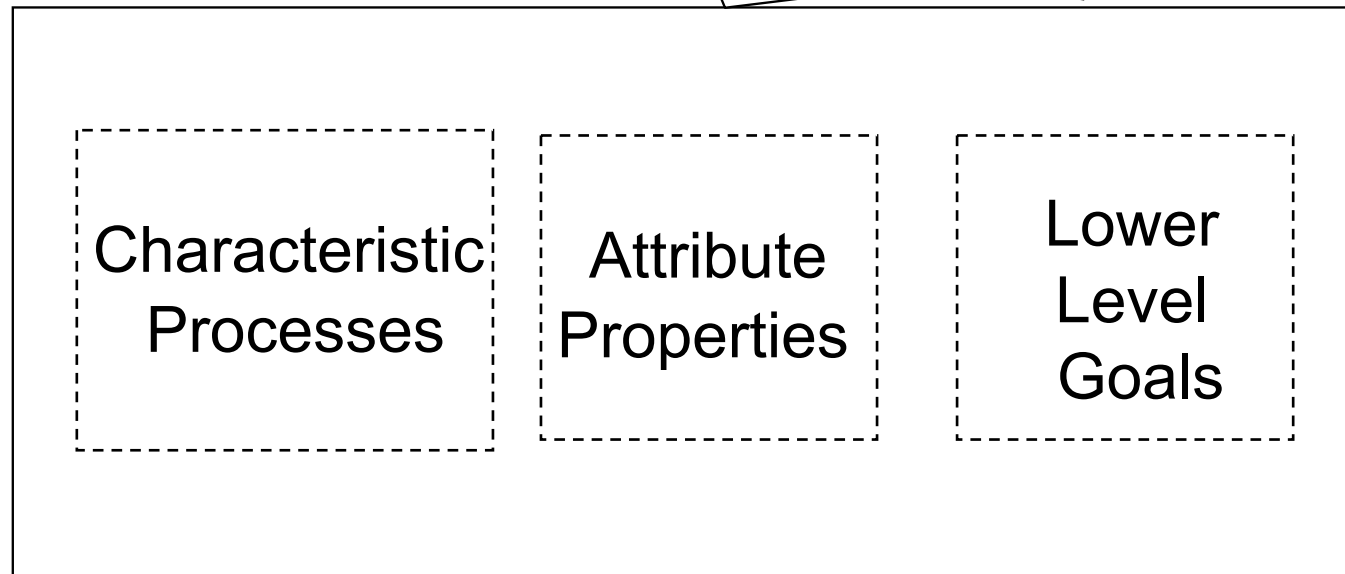 Characteristic
Processes
Attribute
Properties
Lower
Level
Goals